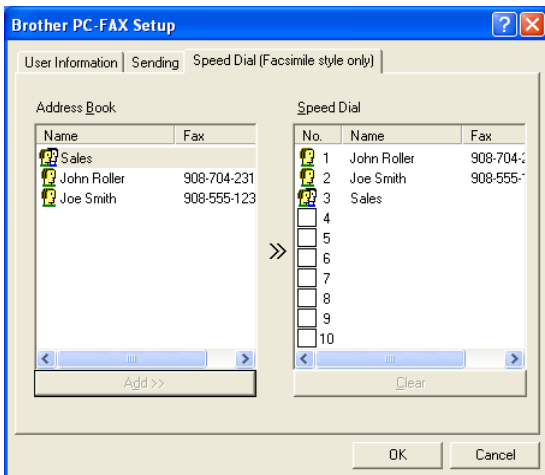 Brother PC-FAX Setup
User Information Sending Speed Dial (Facsimile style only)
Address Book
Name Fax
Sales
John Roller 908-704-231
Joe Smith 908-555-123
Speed Dial
No. Name Fax
1 John Roller 908-704-2
2 Joe Smith 908-555-
3 Sales
4
5
6
7
8
9
10
Add >>
Clear
OK Cancel